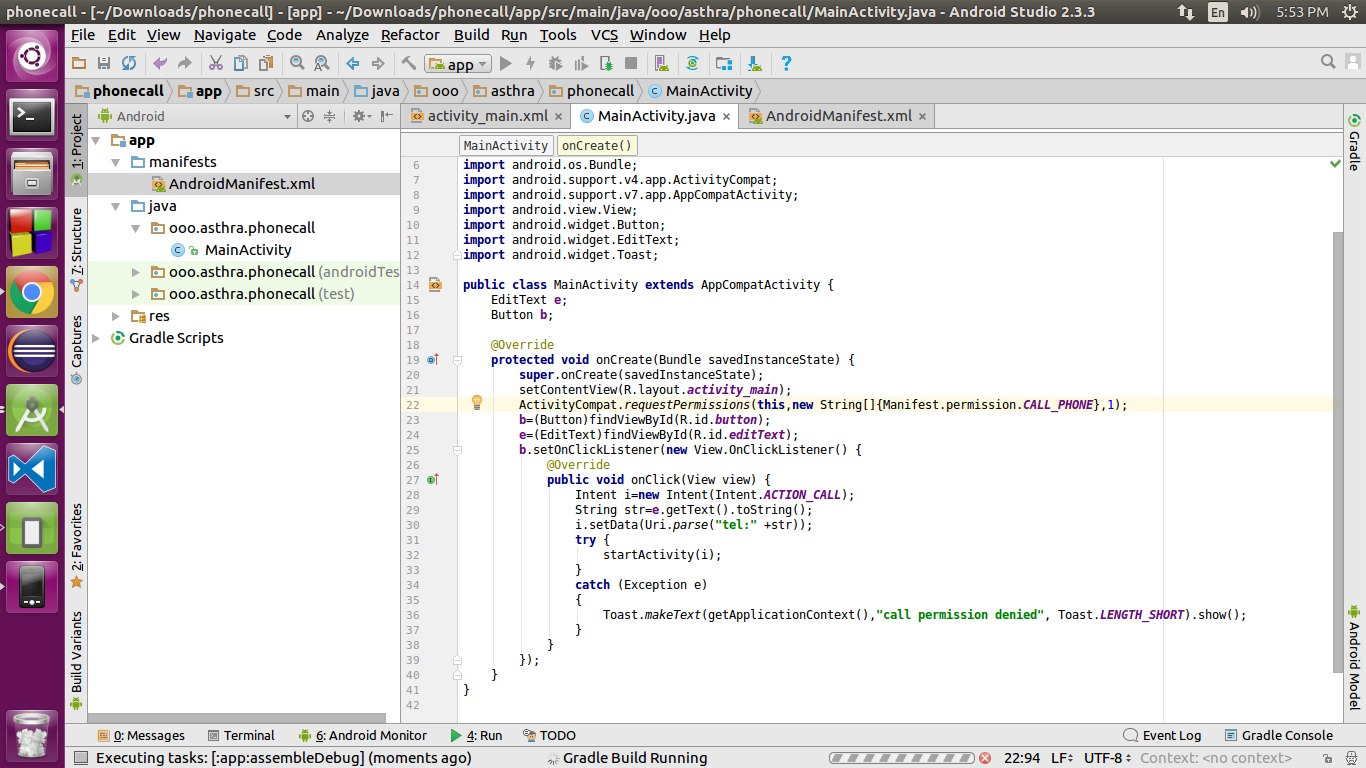 phonecall - [~/Downloads/phonecall] - [app] - ~/Downloads/phonecall/app/src/main/java/ooo/asthra/phonecall/MainActivity.java - Android Studio 2.3.3
En 5:53 PM
File Edit View Navigate Code Analyze Refactor Build Run Tools VCS Window Help
app
phonecall app src main java ooo asthra phonecall MainActivity
Android
activity_main.xml MainActivity.java AndroidManifest.xml
MainActivity onCreate()
1: Project
7: Structure
Captures
2: Favorites
Build Variants
app
manifests
AndroidManifest.xml
java
ooo.asthra.phonecall
MainActivity
ooo.asthra.phonecall (androidTes
ooo.asthra.phonecall (test)
res
Gradle Scripts
6 import android.os.Bundle;
7 import android.support.v4.app.ActivityCompat;
8 import android.support.v7.app.AppCompatActivity;
9 import android.view.View;
10 import android.widget.Button;
11 import android.widget.EditText;
12 import android.widget.Toast;
13
14 public class MainActivity extends AppCompatActivity {
15 EditText e;
16 Button b;
17
18 @Override
19 protected void onCreate(Bundle savedInstanceState) {
20 super.onCreate(savedInstanceState);
21 setContentView(R.layout.activity_main);
22 ActivityCompat.requestPermissions(this,new String[]{Manifest.permission.CALL_PHONE},1);
23 b=(Button)findViewById(R.id.button);
24 e=(EditText)findViewById(R.id.editText);
25 b.setOnClickListener(new View.OnClickListener() {
26 @Override
27 public void onClick(View view) {
28 Intent i=new Intent(Intent.ACTION_CALL);
29 String str=e.getText().toString();
30 i.setData(Uri.parse("tel:" +str));
31 try {
32 startActivity(i);
33 }
34 catch (Exception e)
35 {
36 Toast.makeText(getApplicationContext(),"call permission denied", Toast.LENGTH_SHORT).show();
37 }
38 }
39 });
40 }
41 }
42
Gradle
Android Model
0: Messages Terminal 6: Android Monitor 4: Run TODO Event Log Gradle Console
Executing tasks: [:app:assembleDebug] (moments ago) Gradle Build Running 22:94 LF UTF-8 Context: <no context>